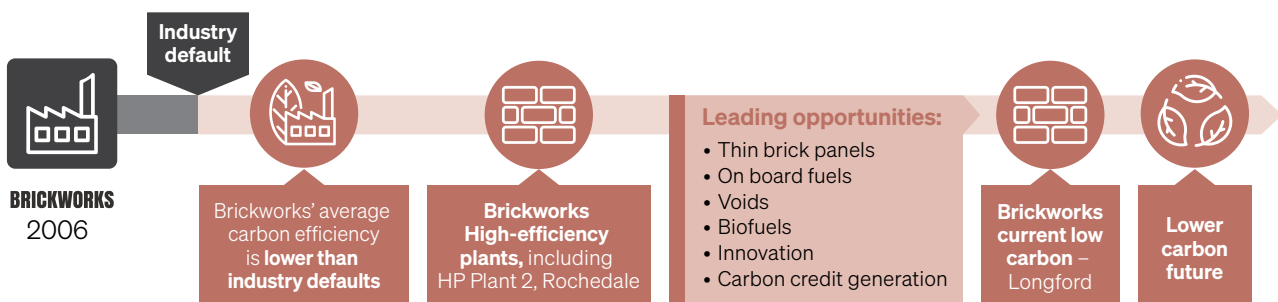 Industry
default
BRICKWORKS
2006
Brickworks’ average
carbon efficiency
is lower than
industry defaults
Brickworks
High-efficiency
plants, including
HP Plant 2, Rochedale
Leading opportunities:
• Thin brick panels
• On board fuels
• Voids
• Biofuels
• Innovation
• Carbon credit generation
Brickworks
current low
carbon –
Longford
Lower
carbon
future